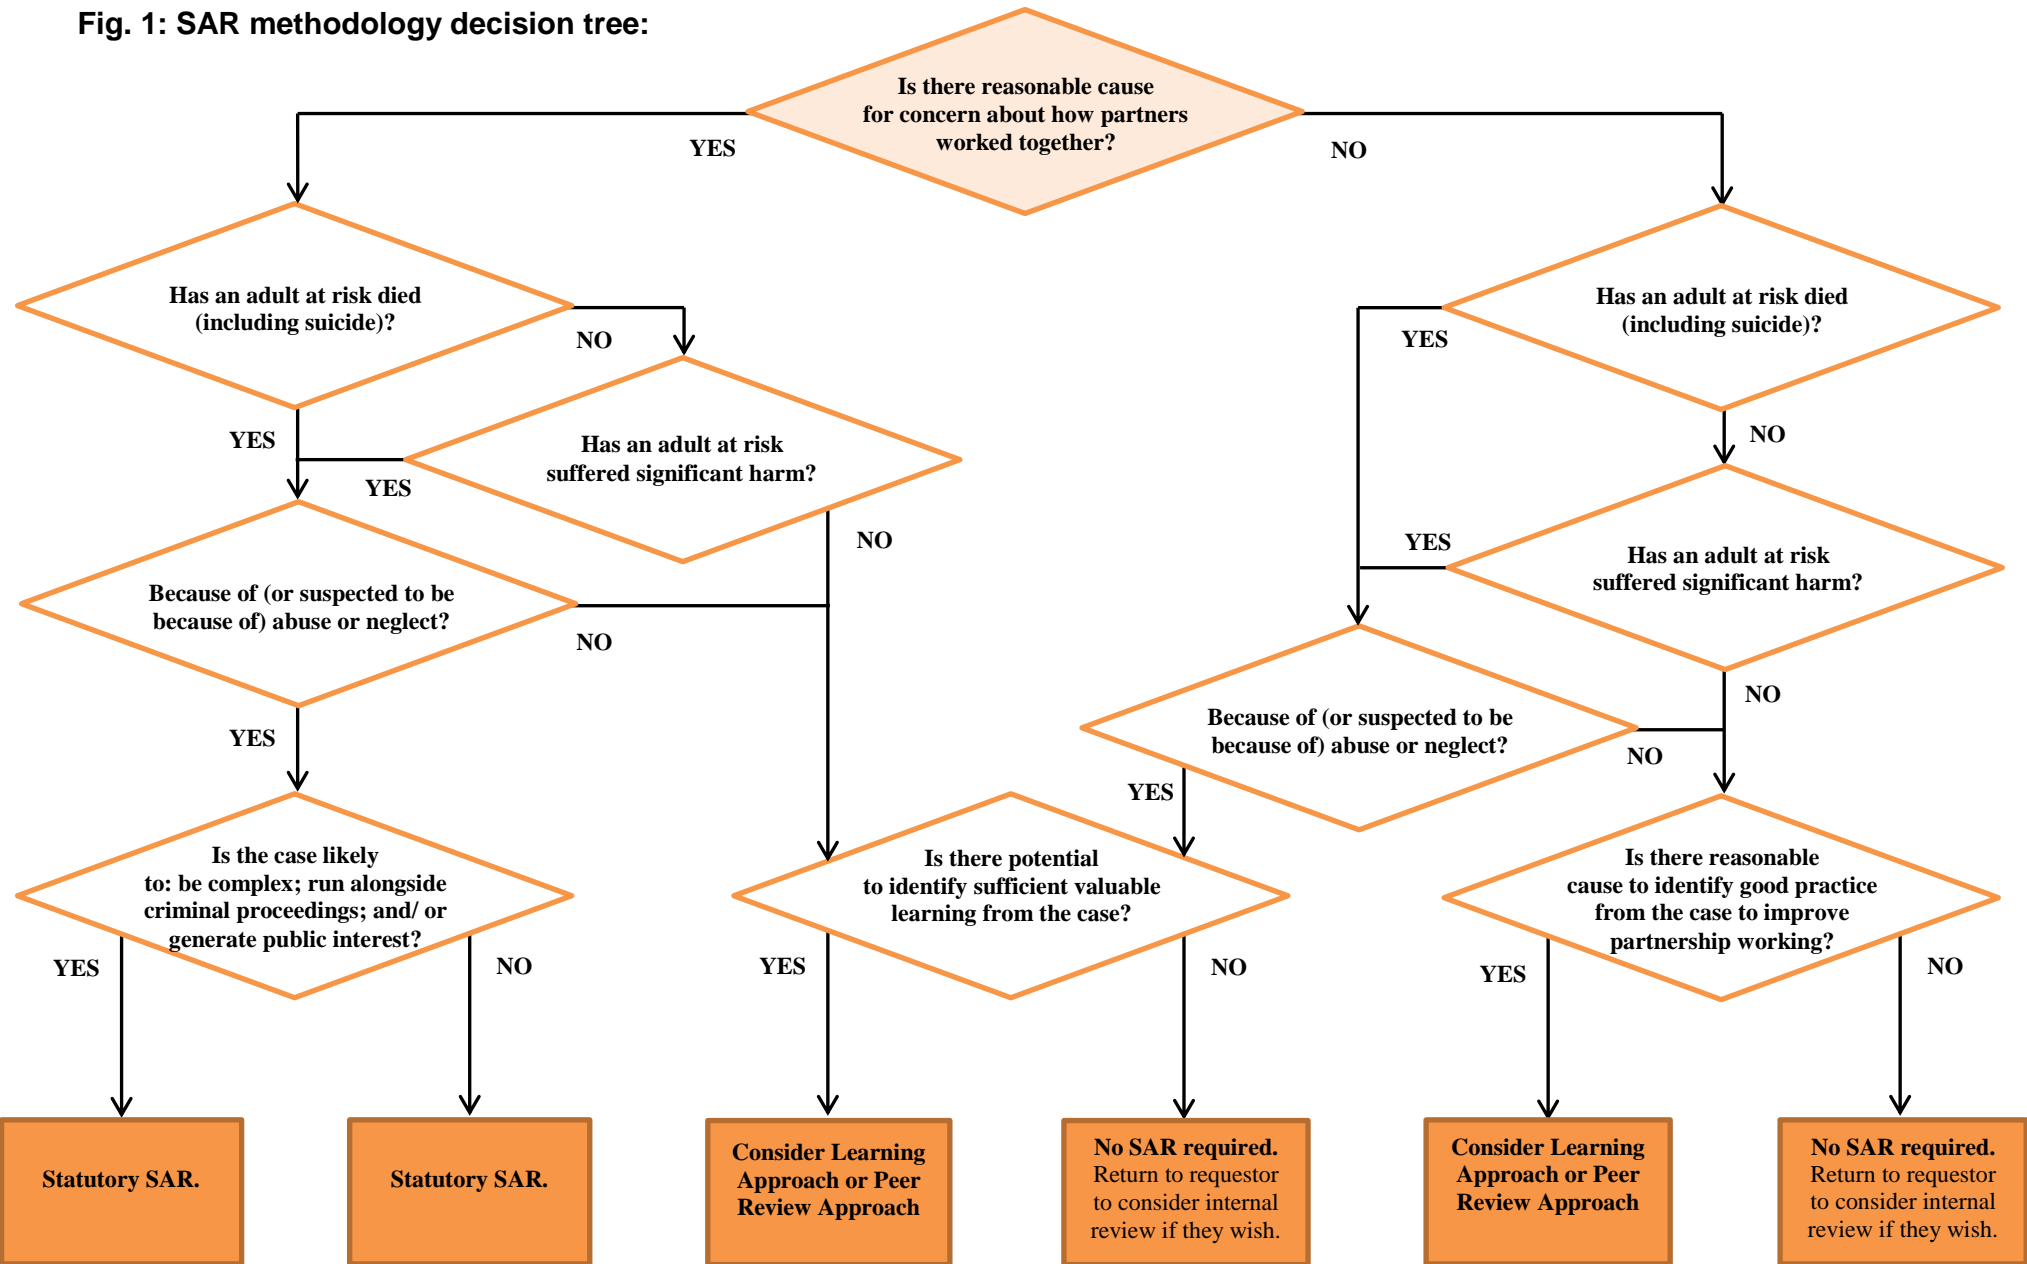 Fig. 1: SAR methodology decision tree:
Is there reasonable cause
for concern about how partners
worked together?
YES
NO
Has an adult at risk died
(including suicide)?
NO
YES
Has an adult at risk died
(including suicide)?
YES
NO
Has an adult at risk
suffered significant harm?
YES
NO
Has an adult at risk
suffered significant harm?
YES
NO
Because of (or suspected to be
because of) abuse or neglect?
NO
YES
Because of (or suspected to be
because of) abuse or neglect?
NO
YES
Is the case likely
to: be complex; run alongside
criminal proceedings; and/ or
generate public interest?
YES
NO
Is there potential
to identify sufficient valuable
learning from the case?
YES
NO
Is there reasonable
cause to identify good practice
from the case to improve
partnership working?
YES
NO
Statutory SAR.
Statutory SAR.
Consider Learning
Approach or Peer
Review Approach
No SAR required.
Return to requestor
to consider internal
review if they wish.
Consider Learning
Approach or Peer
Review Approach
No SAR required.
Return to requestor
to consider internal
review if they wish.